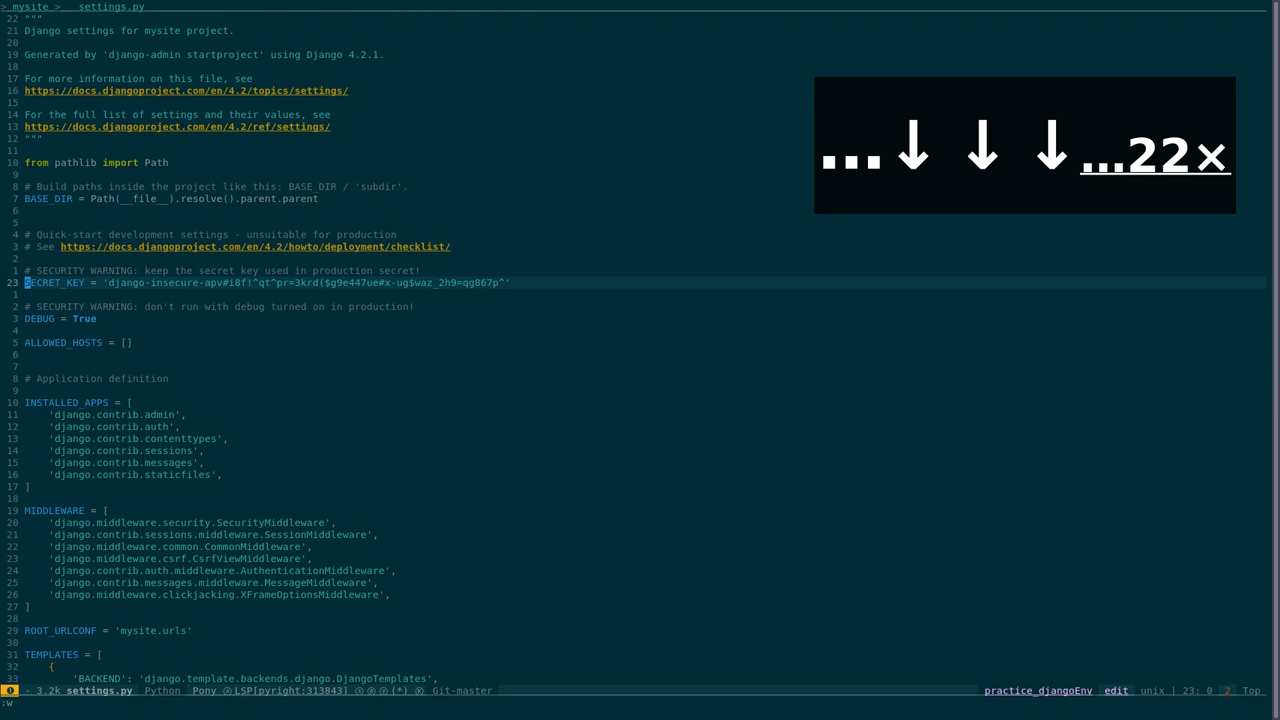 > mysite > settings.py
22 """
21 Django settings for mysite project.
20
19 Generated by 'django-admin startproject' using Django 4.2.1.
18
17 For more information on this file, see
16 https://docs.djangoproject.com/en/4.2/topics/settings/
15
14 For the full list of settings and their values, see
13 https://docs.djangoproject.com/en/4.2/ref/settings/
12 """
11
10 from pathlib import Path
9
8 # Build paths inside the project like this: BASE_DIR / 'subdir'.
7 BASE_DIR = Path(__file__).resolve().parent.parent
6
5
4 # Quick-start development settings - unsuitable for production
3 # See https://docs.djangoproject.com/en/4.2/howto/deployment/checklist/
2
1 # SECURITY WARNING: keep the secret key used in production secret!
23 SECRET_KEY = 'django-insecure-apv#i8f!^qt^pr=3krd($g9e447ue#x-ug$waz_2h9=qg867p^'
1
2 # SECURITY WARNING: don't run with debug turned on in production!
3 DEBUG = True
4
5 ALLOWED_HOSTS = []
6
7
8 # Application definition
9
10 INSTALLED_APPS = [
11     'django.contrib.admin',
12     'django.contrib.auth',
13     'django.contrib.contenttypes',
14     'django.contrib.sessions',
15     'django.contrib.messages',
16     'django.contrib.staticfiles',
17 ]
18
19 MIDDLEWARE = [
20     'django.middleware.security.SecurityMiddleware',
21     'django.contrib.sessions.middleware.SessionMiddleware',
22     'django.middleware.common.CommonMiddleware',
23     'django.middleware.csrf.CsrfViewMiddleware',
24     'django.contrib.auth.middleware.AuthenticationMiddleware',
25     'django.contrib.messages.middleware.MessageMiddleware',
26     'django.middleware.clickjacking.XFrameOptionsMiddleware',
27 ]
28
29 ROOT_URLCONF = 'mysite.urls'
30
31 TEMPLATES = [
32     {
33         'BACKEND': 'django.template.backends.django.DjangoTemplates',
...↓ ↓ ↓...22×
- 3.2k settings.py Python Pony LSP[pyright:313843] (*) Git-master practice_djangoEnv edit unix | 23: 0 2 Top
:w